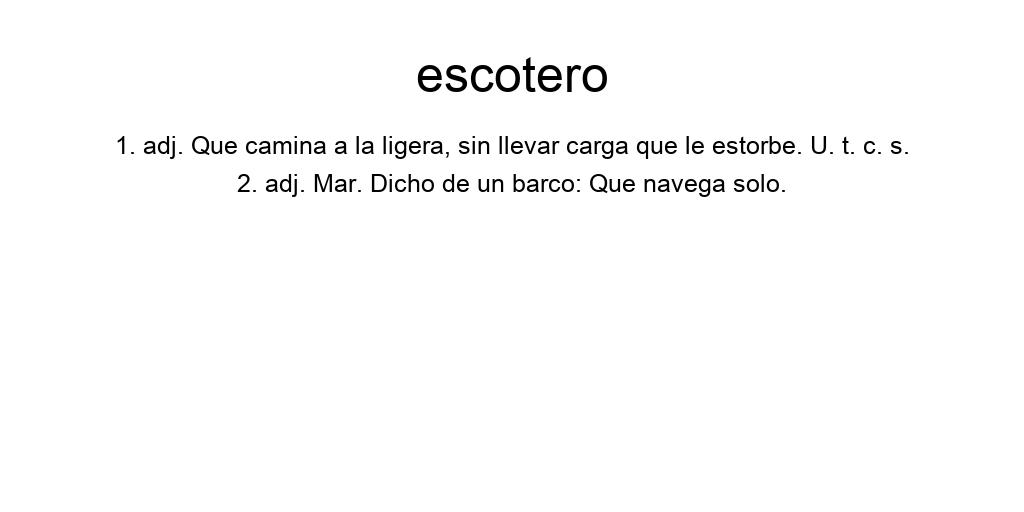 escotero
1. adj. Que camina a la ligera, sin llevar carga que le estorbe. U. t. c. s.
2. adj. Mar. Dicho de un barco: Que navega solo.